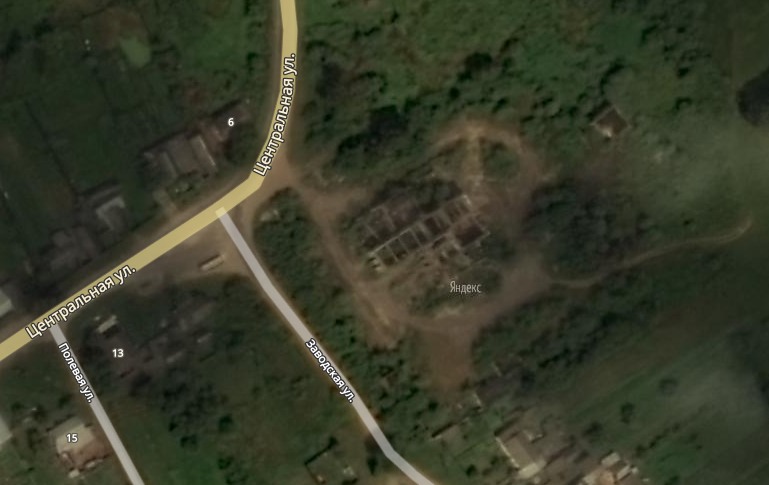 Центральная ул.
6
Яндекс
Центральная ул.
Полевая ул.
13
Заводская ул.
15